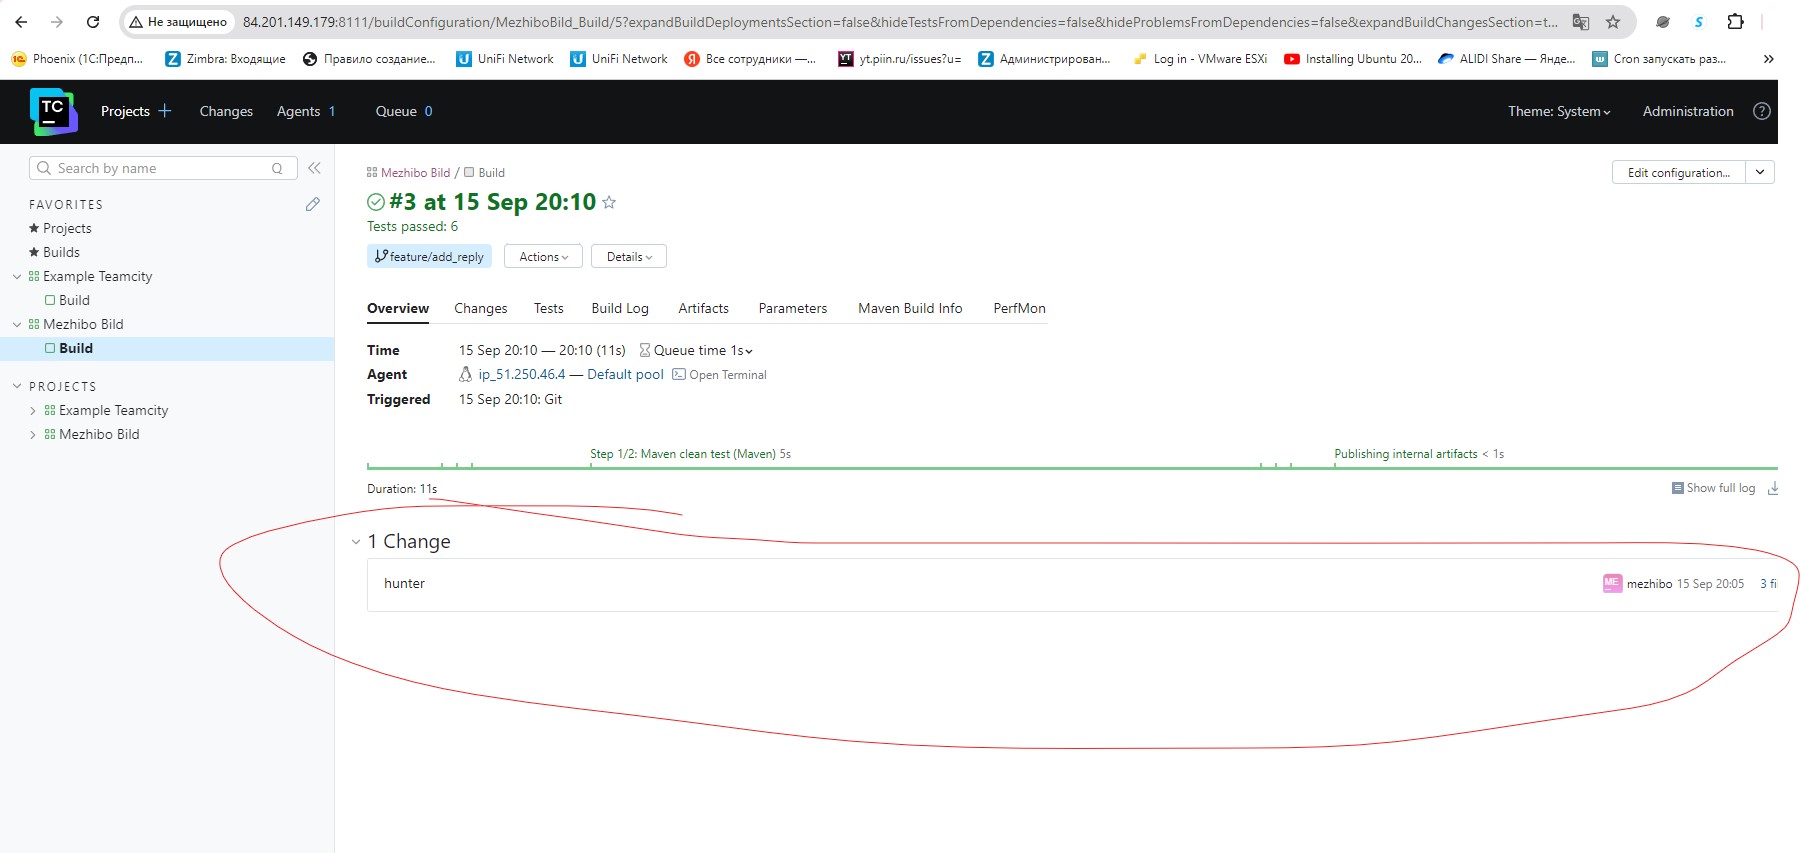 Не защищено 84.201.149.179:8111/buildConfiguration/MezhiboBild_Build/5?expandBuildDeploymentsSection=false&hideTestsFromDependencies=false&hideProblemsFromDependencies=false&expandBuildChangesSection=t...
Phoenix (1С:Предп... Zimbra: Входящие Правило создание... UniFi Network UniFi Network Все сотрудники —... yt.piin.ru/issues?u= Администрирован... Log in - VMware ESXi Installing Ubuntu 20... ALIDI Share — Янде... Cron запускать раз... »
TC Projects + Changes Agents 1 Queue 0 Theme: System Administration ?
Search by name Q
FAVORITES
Projects
Builds
Example Teamcity
Build
Mezhibo Bild
Build
PROJECTS
Example Teamcity
Mezhibo Bild
Mezhibo Bild / Build
Edit configuration...
#3 at 15 Sep 20:10
Tests passed: 6
feature/add_reply Actions Details
Overview Changes Tests Build Log Artifacts Parameters Maven Build Info PerfMon
Time 15 Sep 20:10 — 20:10 (11s) Queue time 1s
Agent ip_51.250.46.4 — Default pool Open Terminal
Triggered 15 Sep 20:10: Git
Step 1/2: Maven clean test (Maven) 5s Publishing internal artifacts < 1s
Duration: 11s Show full log
1 Change
hunter ME mezhibo 15 Sep 20:05 3 fi